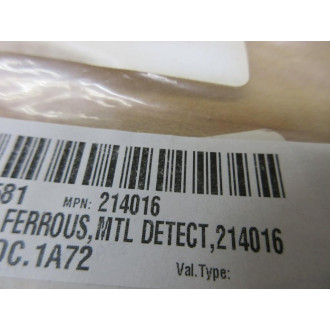 581 MPN: 214016
FERROUS,MTL DETECT,214016
OC.1A72 Val.Type: